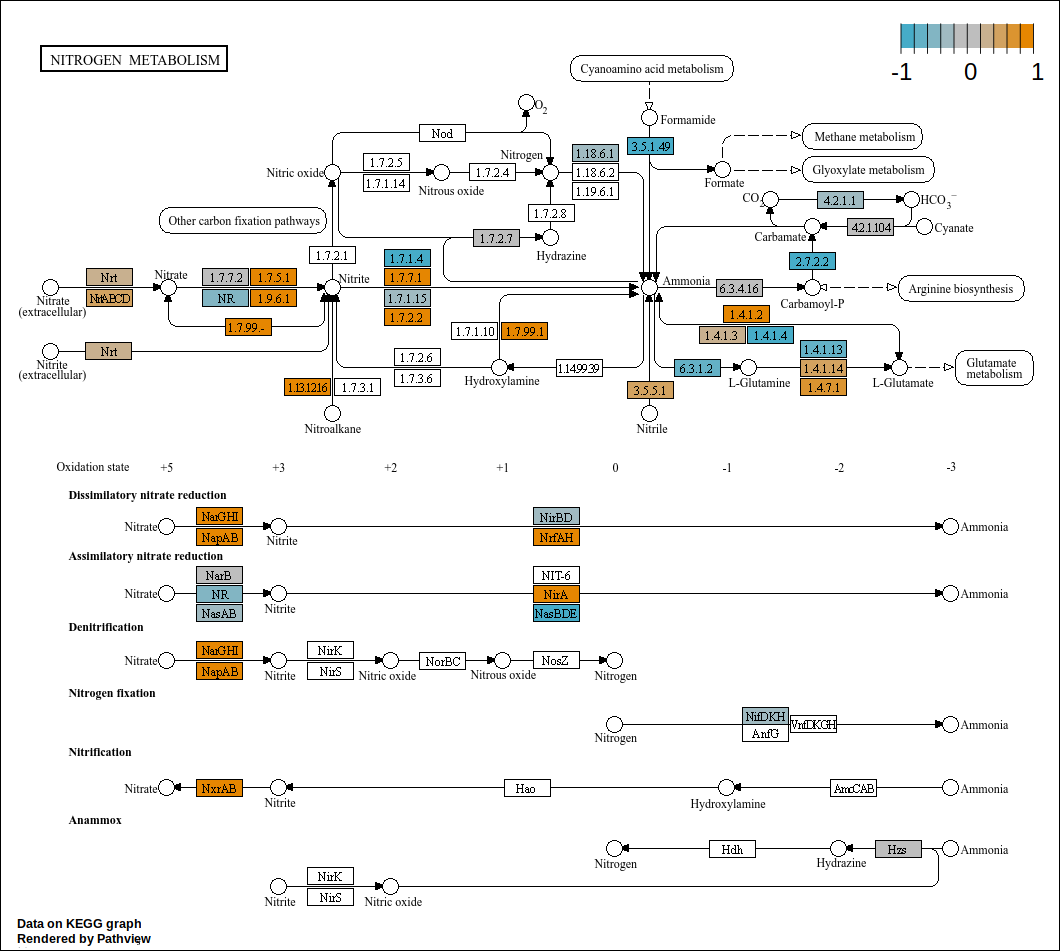 NITROGEN METABOLISM
-1 0 1
Cyanoamino acid metabolism
O2
Formamide
Nod
Methane metabolism
Nitrogen
1.18.6.1
3.5.1.49
1.7.2.5
1.18.6.2
Nitric oxide
1.7.2.4
Glyoxylate metabolism
1.7.1.14
Nitrous oxide
1.19.6.1
Formate
CO2
4.2.1.1
HCO3−
1.7.2.8
Other carbon fixation pathways
4.2.1.104
Cyanate
1.7.2.7
Carbamate
1.7.2.1
Hydrazine
1.7.1.4
2.7.2.2
Nrt
Nitrate
1.7.7.2
1.7.5.1
Nitrite
1.7.7.1
Ammonia
6.3.4.16
Arginine biosynthesis
NrtABCD
NR
1.9.6.1
1.7.1.15
Carbamoyl-P
Nitrate
(extracellular)
1.7.2.2
1.4.1.2
1.7.99.-
1.7.1.10
1.7.99.1
1.4.1.3
1.4.1.4
Nrt
1.4.1.13
Nitrite
(extracellular)
1.7.2.6
1.14.99.39
6.3.1.2
1.4.1.14
Glutamate
metabolism
1.7.3.6
Hydroxylamine
L-Glutamine
L-Glutamate
1.13.12.16
1.7.3.1
3.5.5.1
1.4.7.1
Nitroalkane
Nitrile
Oxidation state +5 +3 +2 +1 0 -1 -2 -3
Dissimilatory nitrate reduction
NarGHI
NirBD
Nitrate
Ammonia
NapAB
Nitrite
NrfAH
Assimilatory nitrate reduction
NarB
NIT-6
Nitrate
NR
NirA
Ammonia
NasAB
Nitrite
NasBDE
Denitrification
NarGHI
NirK
Nitrate
NorBC
NosZ
NapAB
Nitrite
NirS
Nitric oxide
Nitrous oxide
Nitrogen
Nitrogen fixation
NifDKH
VnfDKGH
Ammonia
Nitrogen
AnfG
Nitrification
Nitrate
NxrAB
Hao
AmoCAB
Ammonia
Nitrite
Hydroxylamine
Anammox
Hdh
Hzs
Ammonia
Nitrogen
Hydrazine
NirK
Nitrite
NirS
Nitric oxide
Data on KEGG graph
Rendered by Pathview